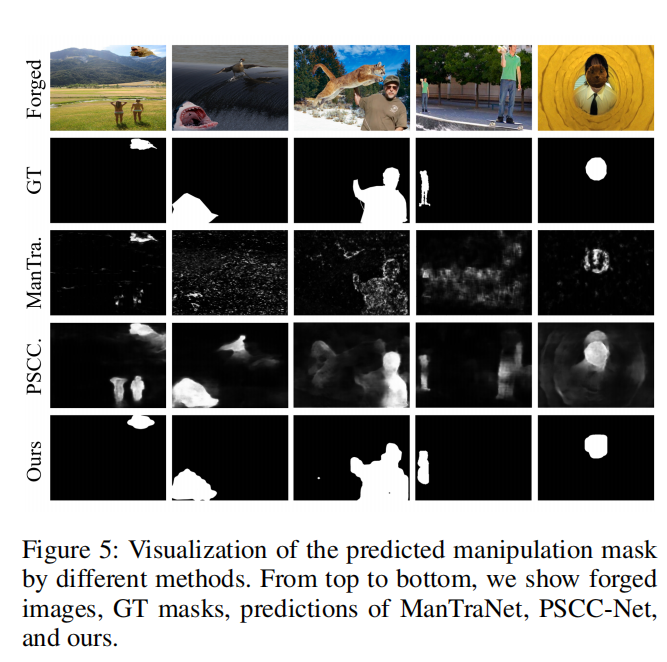 Forged
GT
ManTra.
PSCC.
Ours
Figure 5: Visualization of the predicted manipulation mask
by different methods. From top to bottom, we show forged
images, GT masks, predictions of ManTraNet, PSCC-Net,
and ours.